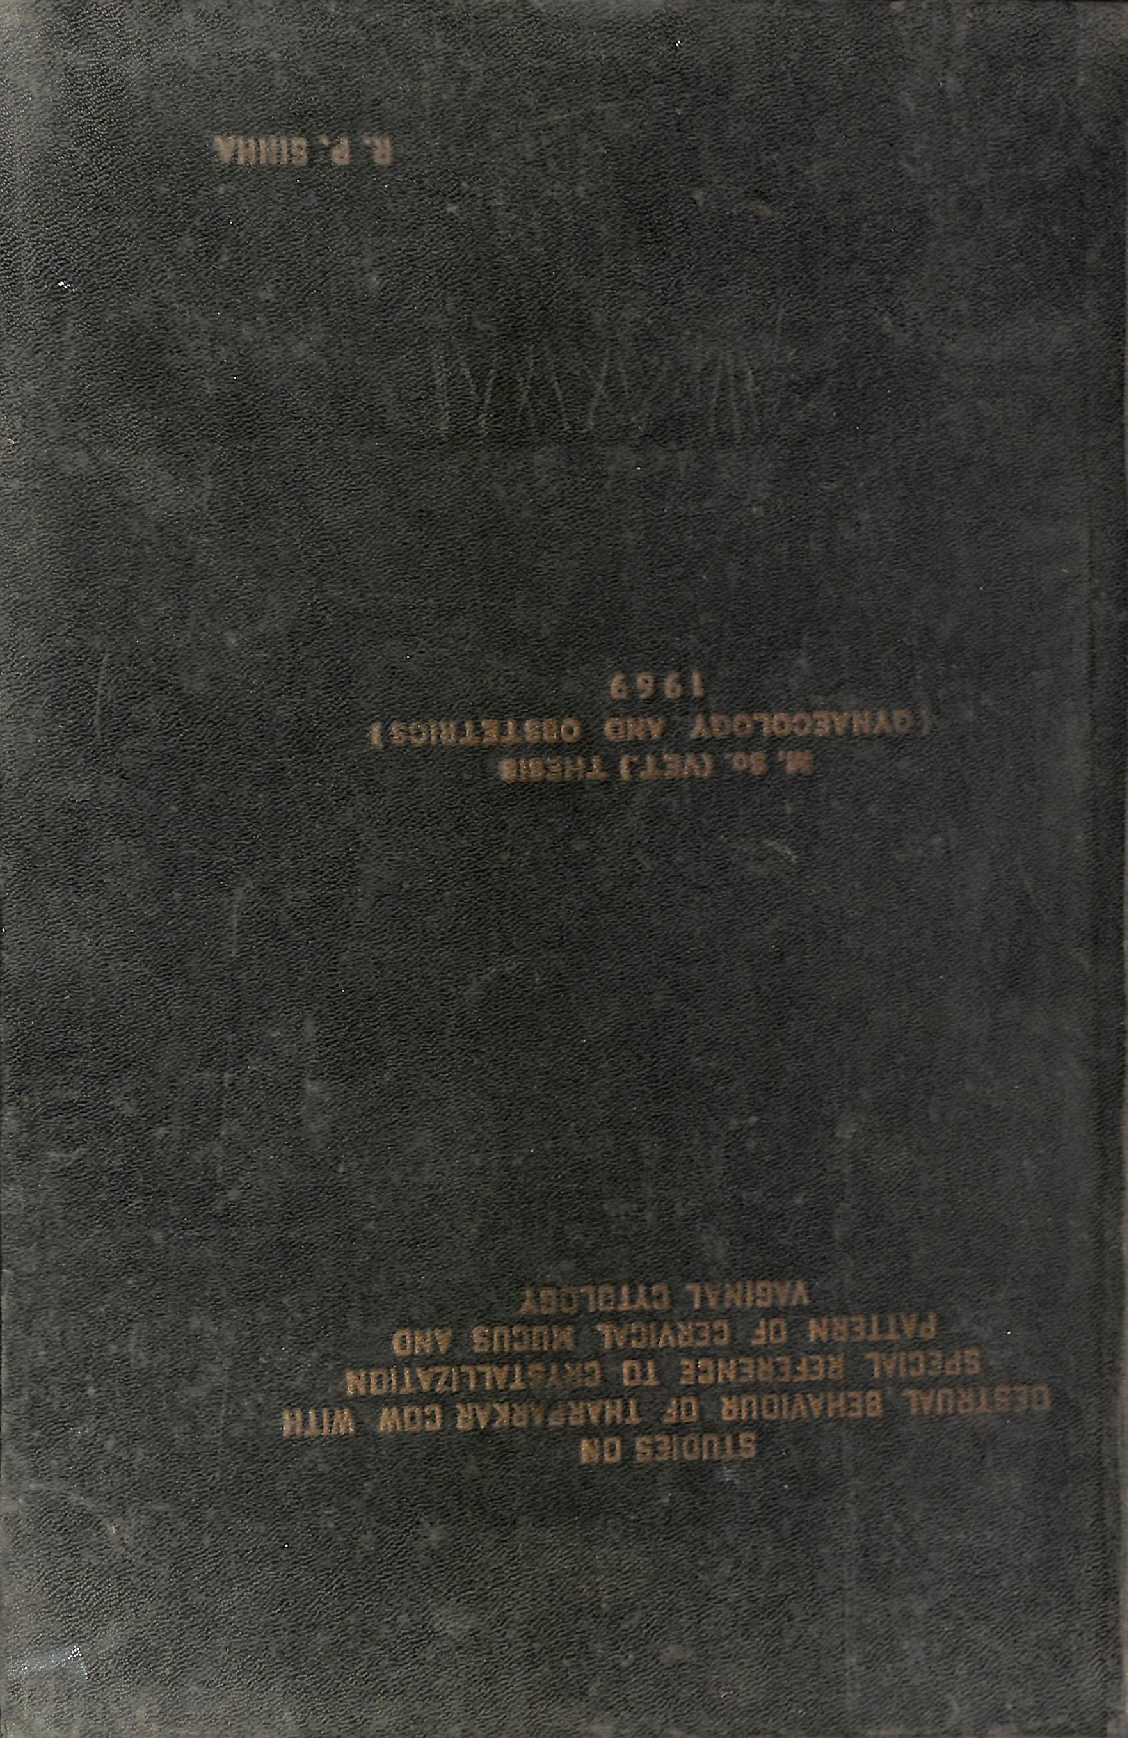 STUDIES ON
OESTRUAL BEHAVIOUR OF THARPARKAR COW WITH
SPECIAL REFERENCE TO CRYSTALLIZATION
PATTERN OF CERVICAL MUCUS AND
VAGINAL CYTOLOGY
M. Sc. (VET.) THESIS
(GYNAECOLOGY AND OBSTETRICS)
1969
R. P. SINHA